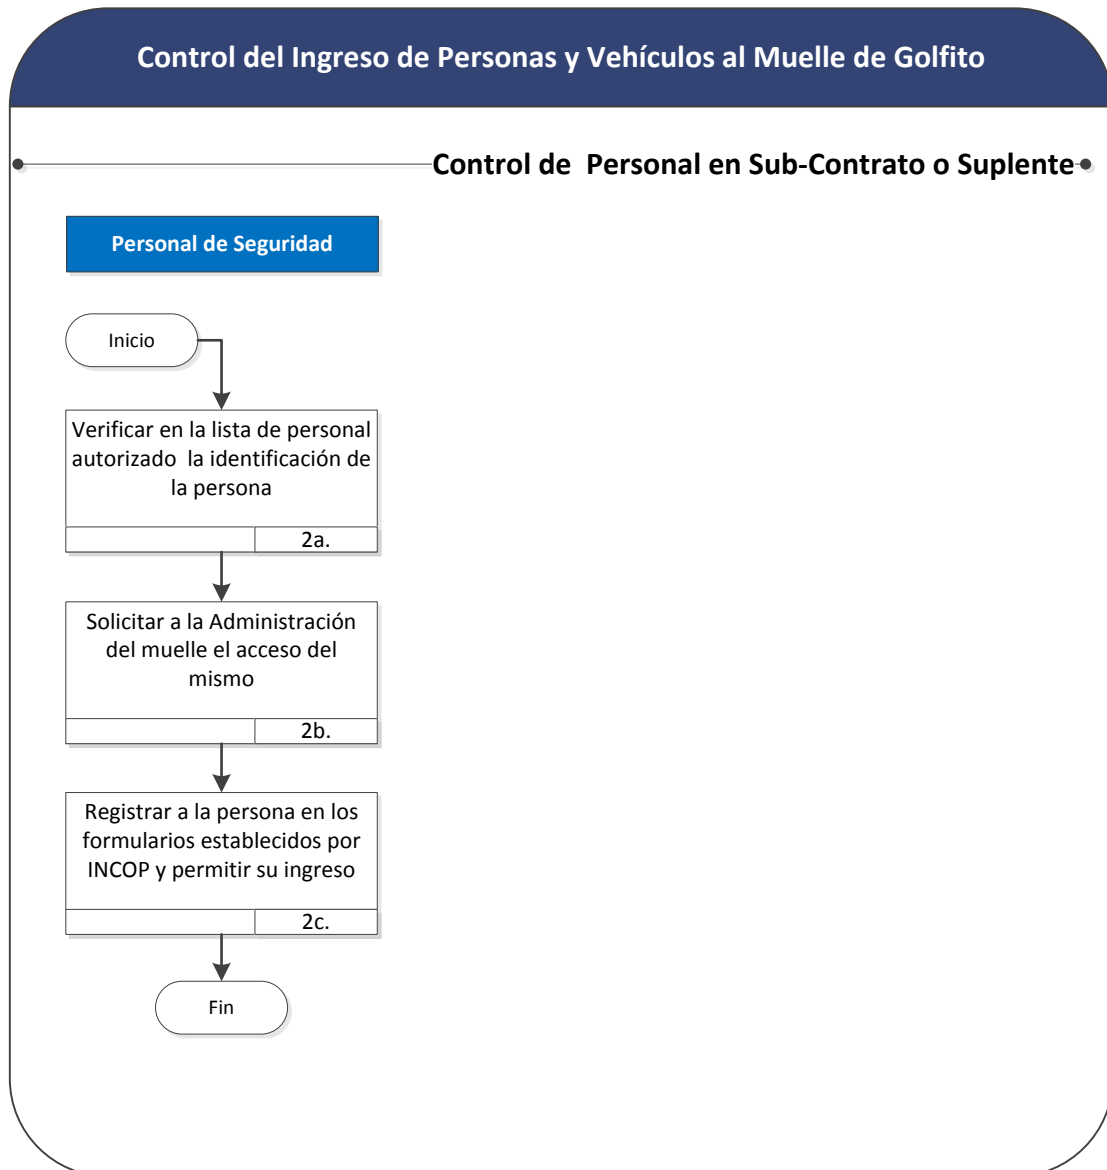 Control del Ingreso de Personas y Vehículos al Muelle de Golfito
Control de  Personal en Sub-Contrato o Suplente
Personal de Seguridad
Inicio
Verificar en la lista de personal
autorizado  la identificación de
la persona
2a.
Solicitar a la Administración
del muelle el acceso del
mismo
2b.
Registrar a la persona en los
formularios establecidos por
INCOP y permitir su ingreso
2c.
Fin